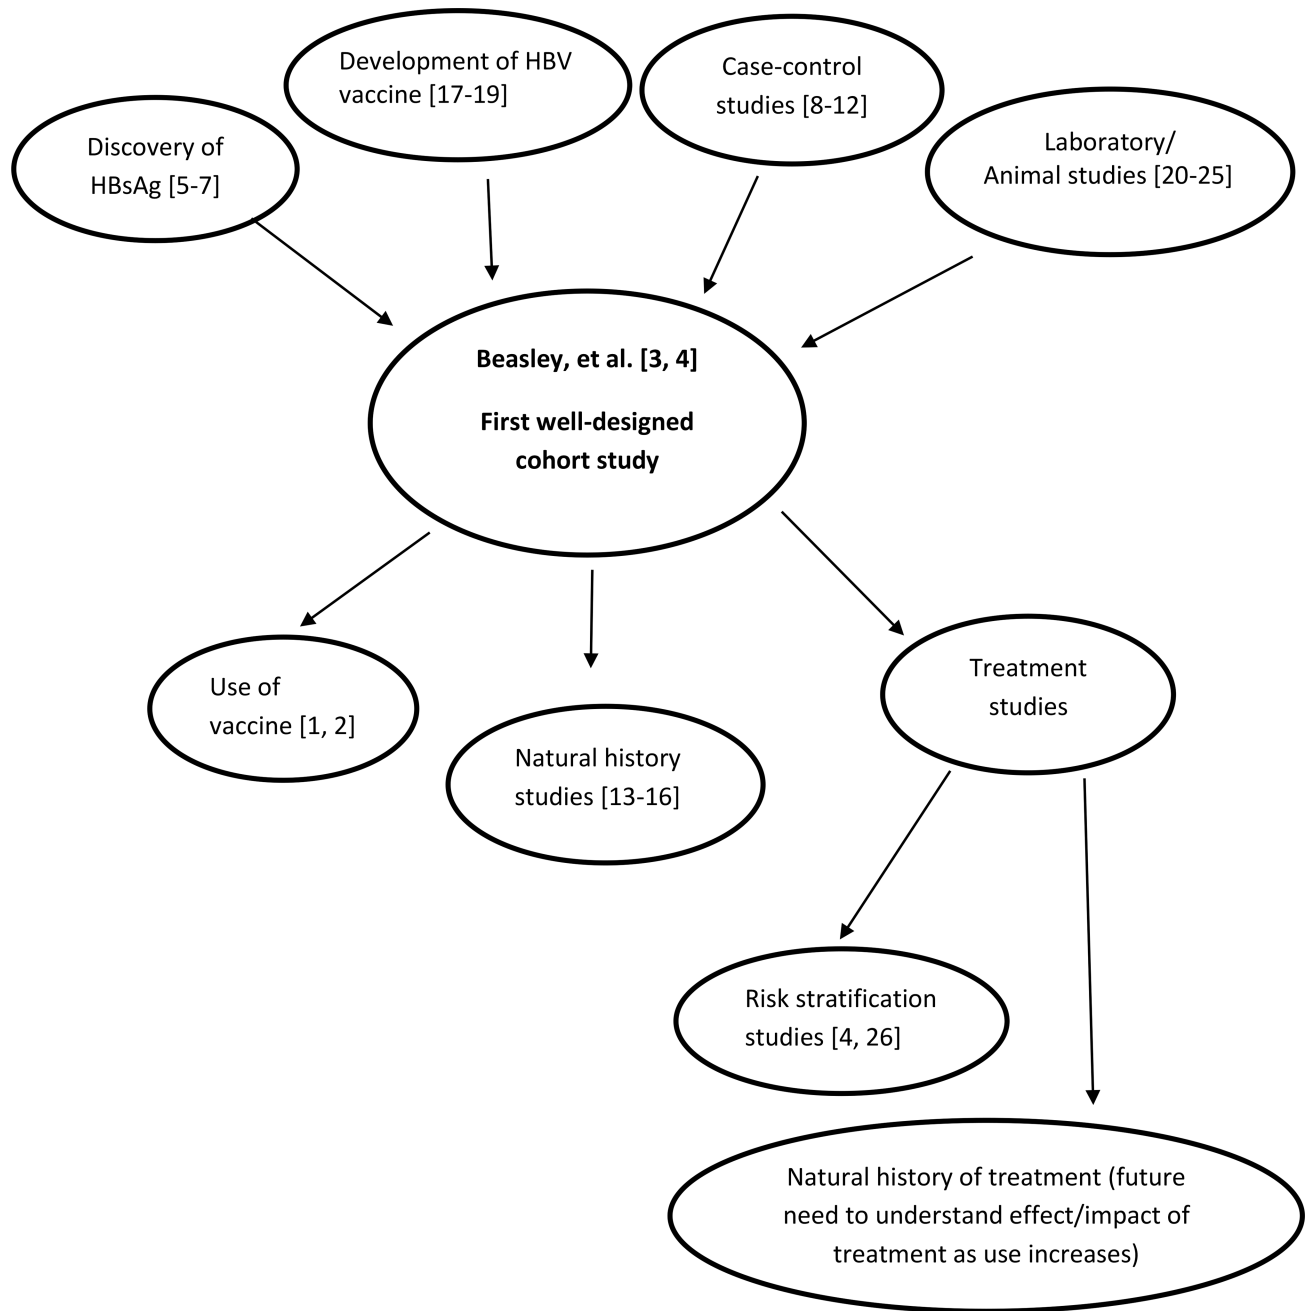 Development of HBV
vaccine [17-19]
Case-control
studies [8-12]
Discovery of
HBsAg [5-7]
Laboratory/
Animal studies [20-25]
Beasley, et al. [3, 4]
First well-designed
cohort study
Use of
vaccine [1, 2]
Natural history
studies [13-16]
Treatment
studies
Risk stratification
studies [4, 26]
Natural history of treatment (future
need to understand effect/impact of
treatment as use increases)